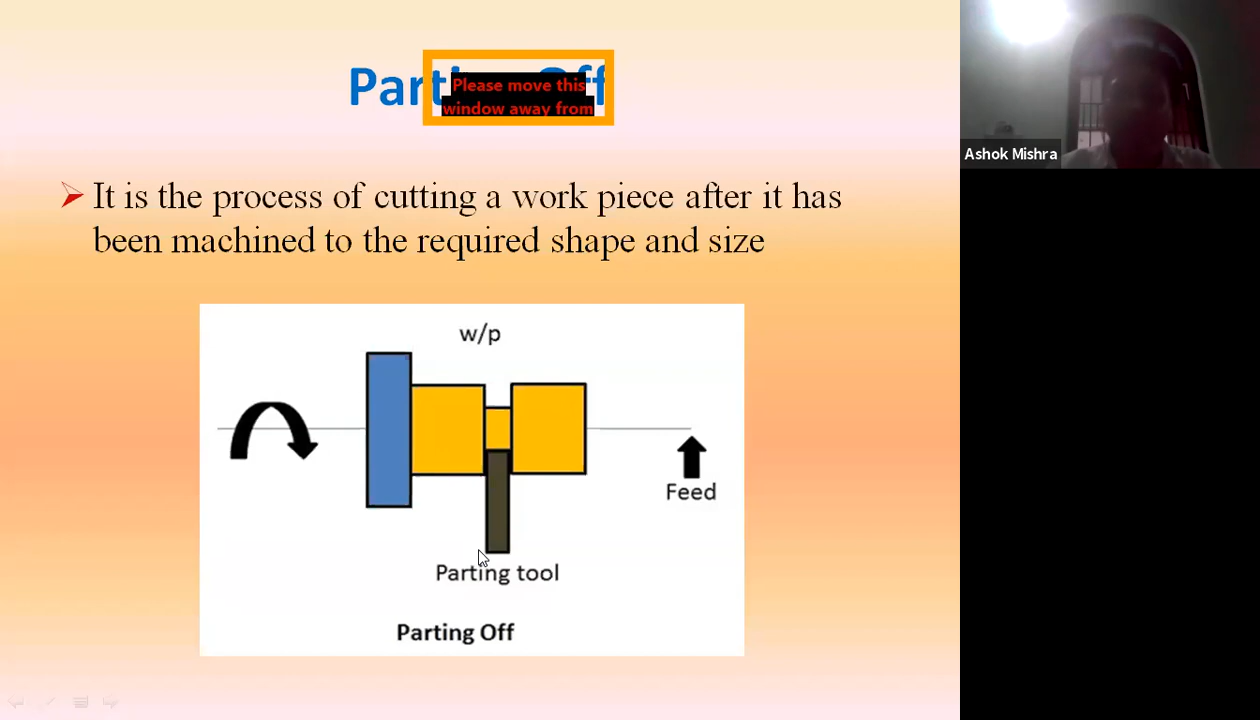 Parting Off
Please move this
window away from
Ashok Mishra
It is the process of cutting a work piece after it has
been machined to the required shape and size
w/p
Feed
Parting tool
Parting Off